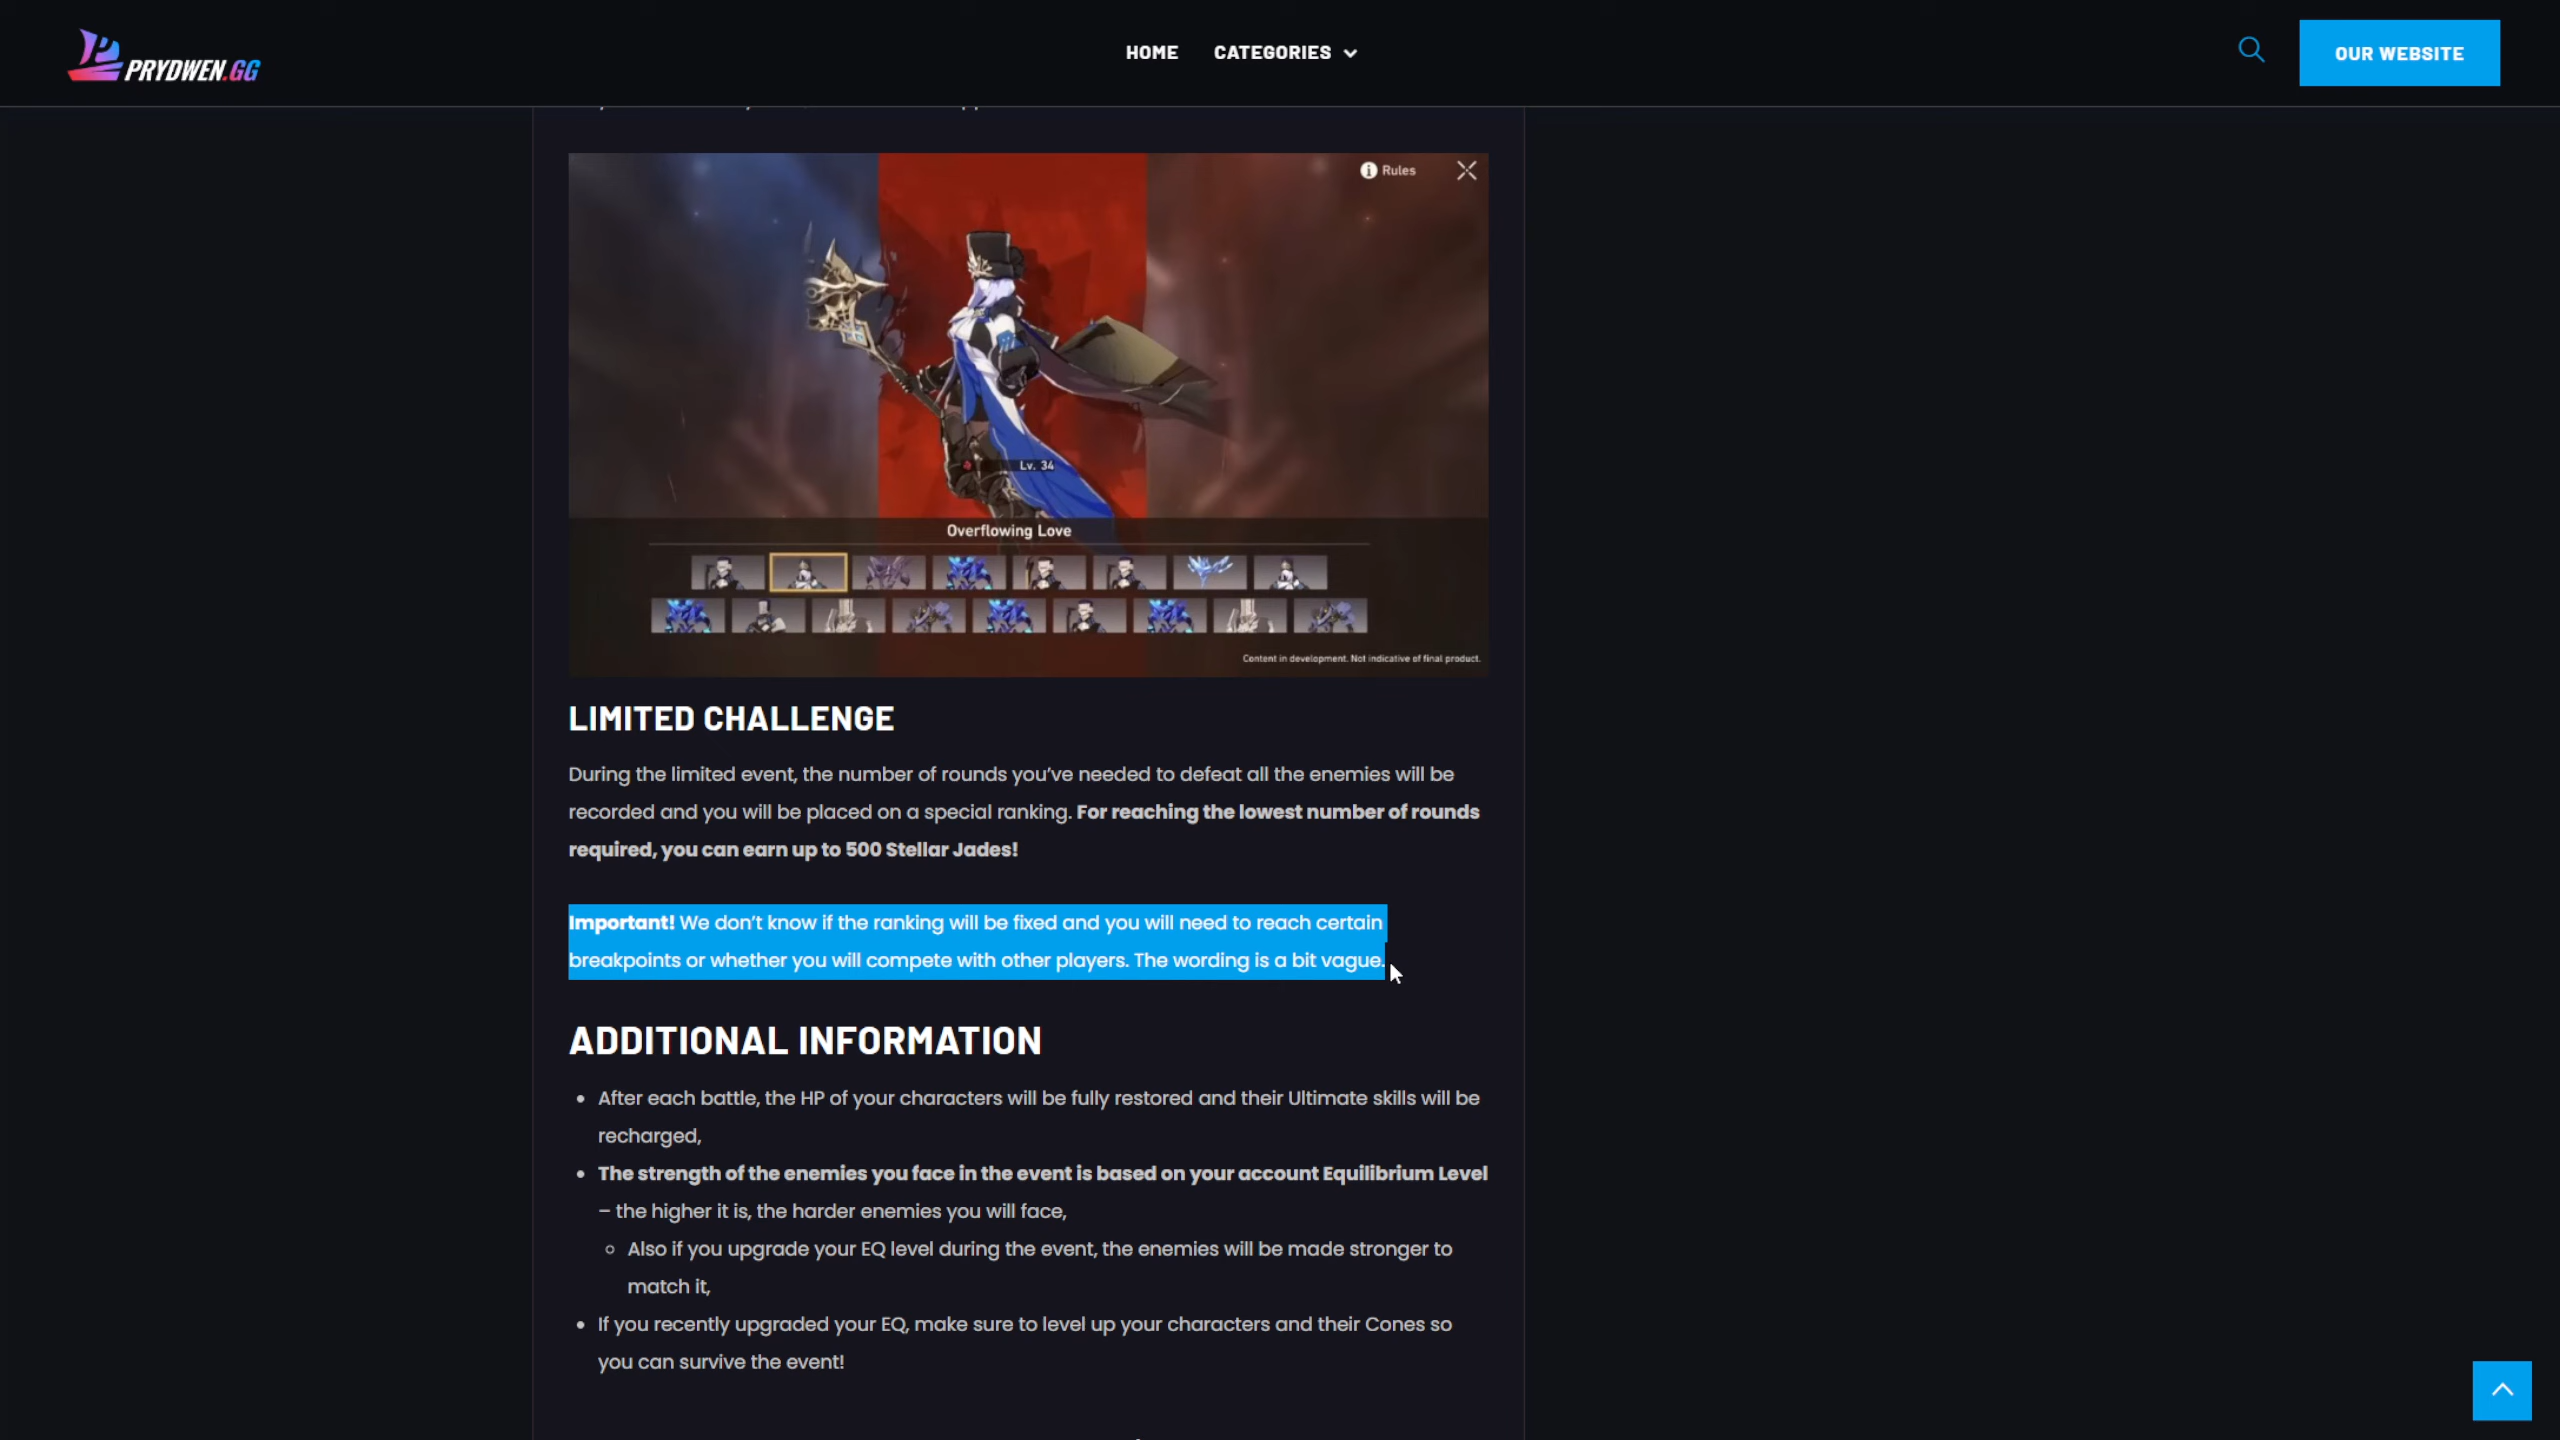 PRYDWEN.GG
HOME
CATEGORIES
OUR WEBSITE
Rules
Lv. 34
Overflowing Love
Content in development. Not indicative of final product.
LIMITED CHALLENGE
During the limited event, the number of rounds you've needed to defeat all the enemies will be
recorded and you will be placed on a special ranking. For reaching the lowest number of rounds
required, you can earn up to 500 Stellar Jades!
Important! We don't know if the ranking will be fixed and you will need to reach certain
breakpoints or whether you will compete with other players. The wording is a bit vague.
ADDITIONAL INFORMATION
• After each battle, the HP of your characters will be fully restored and their Ultimate skills will be
recharged,
• The strength of the enemies you face in the event is based on your account Equilibrium Level
– the higher it is, the harder enemies you will face,
◦ Also if you upgrade your EQ level during the event, the enemies will be made stronger to
match it,
• If you recently upgraded your EQ, make sure to level up your characters and their Cones so
you can survive the event!